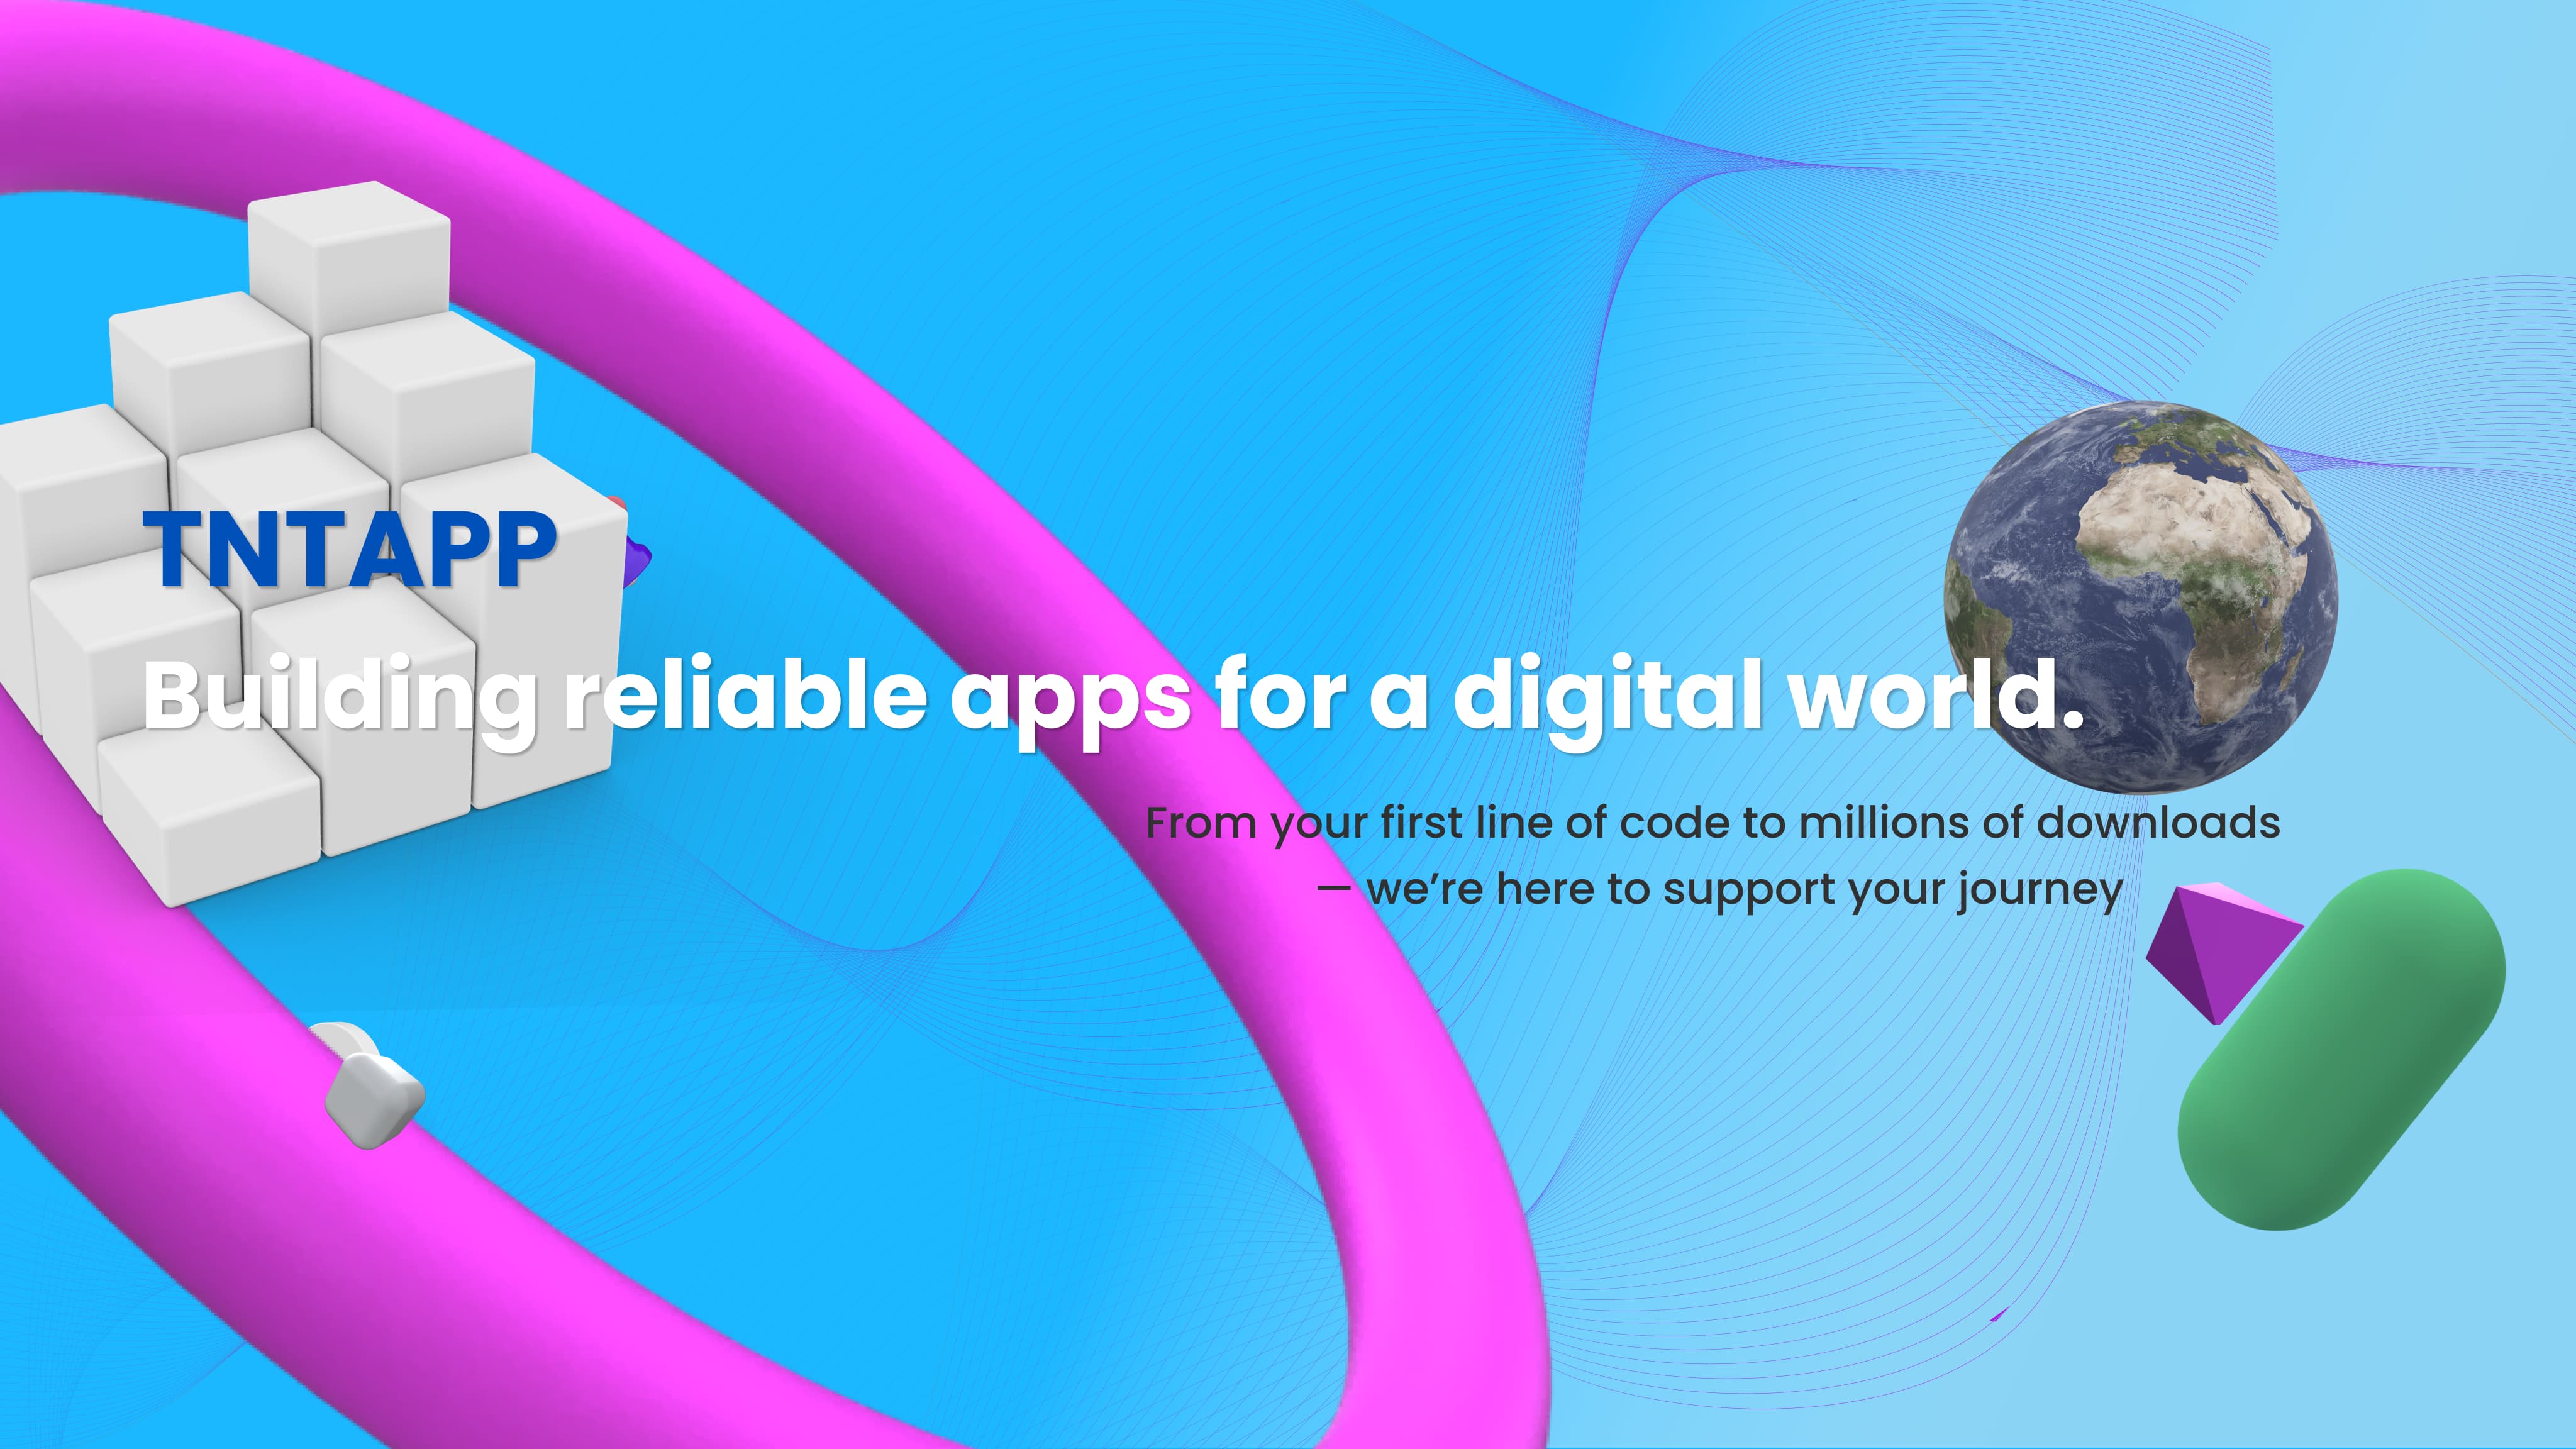 TNTAPP
Building reliable apps for a digital world.
From your first line of code to millions of downloads
— we’re here to support your journey